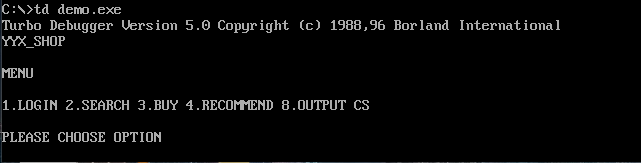 C:\>td demo.exe
Turbo Debugger Version 5.0 Copyright (c) 1988,96 Borland International
YYX_SHOP
MENU
1.LOGIN 2.SEARCH 3.BUY 4.RECOMMEND 8.OUTPUT CS
PLEASE CHOOSE OPTION